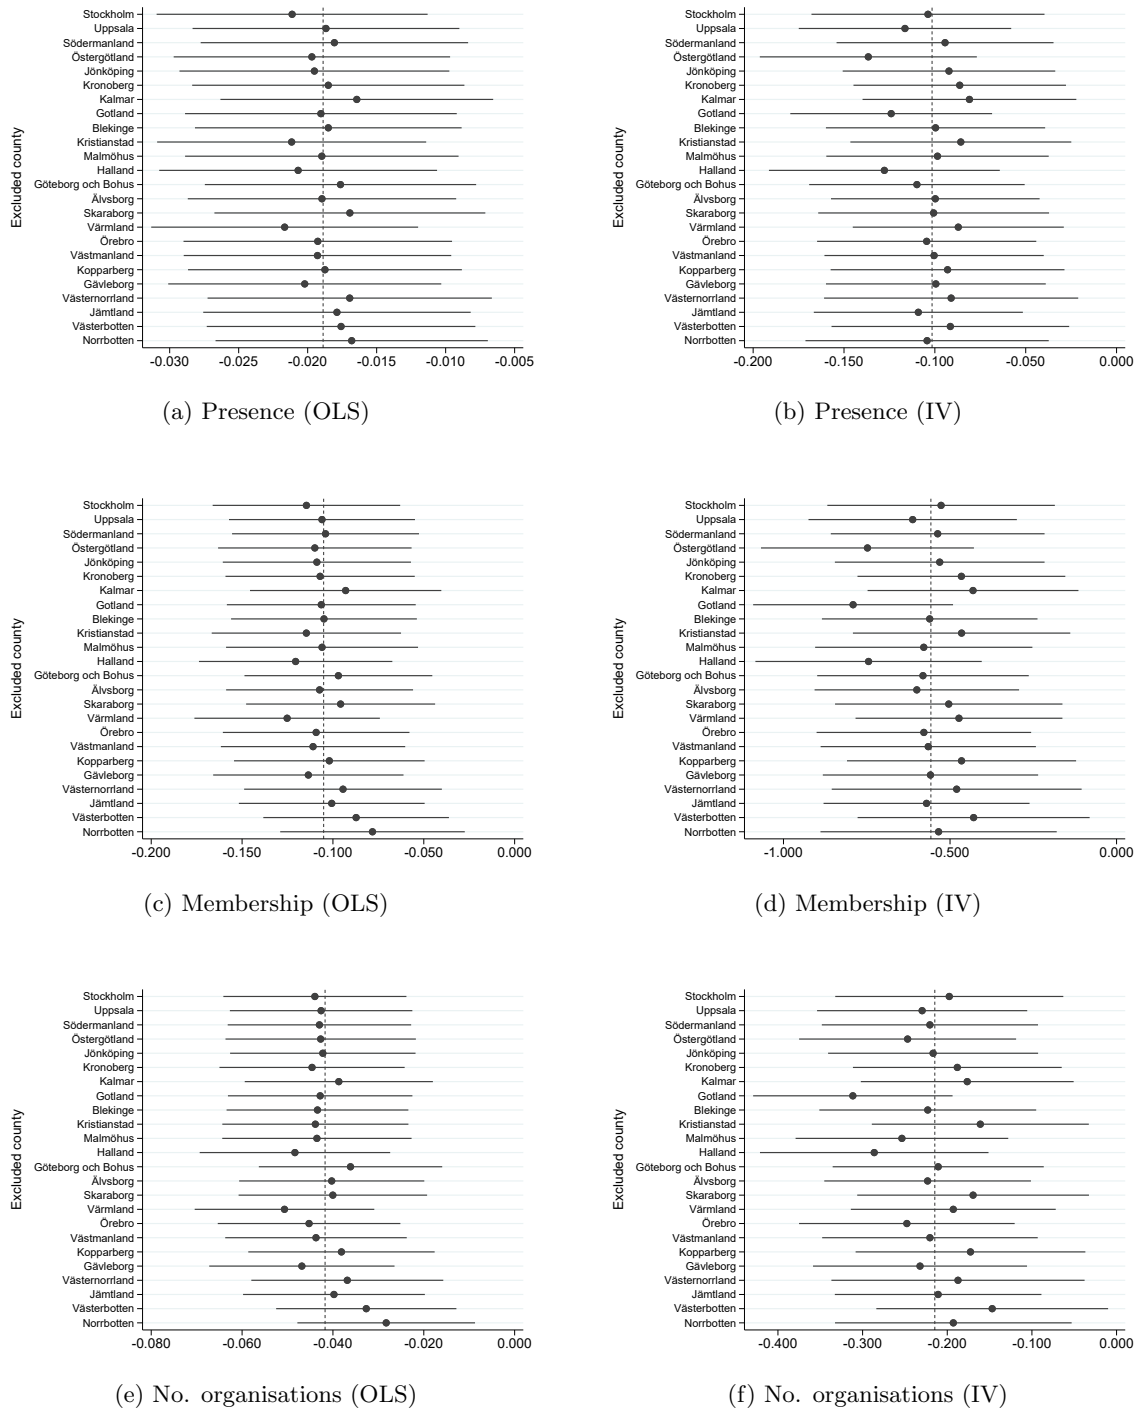 Excluded county
Stockholm
Uppsala
Södermanland
Östergötland
Jönköping
Kronoberg
Kalmar
Gotland
Blekinge
Kristianstad
Malmöhus
Halland
Göteborg och Bohus
Älvsborg
Skaraborg
Värmland
Örebro
Västmanland
Kopparberg
Gävleborg
Västernorrland
Jämtland
Västerbotten
Norrbotten
-0.030 -0.025 -0.020 -0.015 -0.010 -0.005
(a) Presence (OLS)
Excluded county
Stockholm
Uppsala
Södermanland
Östergötland
Jönköping
Kronoberg
Kalmar
Gotland
Blekinge
Kristianstad
Malmöhus
Halland
Göteborg och Bohus
Älvsborg
Skaraborg
Värmland
Örebro
Västmanland
Kopparberg
Gävleborg
Västernorrland
Jämtland
Västerbotten
Norrbotten
-0.200 -0.150 -0.100 -0.050 0.000
(b) Presence (IV)
Excluded county
Stockholm
Uppsala
Södermanland
Östergötland
Jönköping
Kronoberg
Kalmar
Gotland
Blekinge
Kristianstad
Malmöhus
Halland
Göteborg och Bohus
Älvsborg
Skaraborg
Värmland
Örebro
Västmanland
Kopparberg
Gävleborg
Västernorrland
Jämtland
Västerbotten
Norrbotten
-0.200 -0.150 -0.100 -0.050 0.000
(c) Membership (OLS)
Excluded county
Stockholm
Uppsala
Södermanland
Östergötland
Jönköping
Kronoberg
Kalmar
Gotland
Blekinge
Kristianstad
Malmöhus
Halland
Göteborg och Bohus
Älvsborg
Skaraborg
Värmland
Örebro
Västmanland
Kopparberg
Gävleborg
Västernorrland
Jämtland
Västerbotten
Norrbotten
-1.000 -0.500 0.000
(d) Membership (IV)
Excluded county
Stockholm
Uppsala
Södermanland
Östergötland
Jönköping
Kronoberg
Kalmar
Gotland
Blekinge
Kristianstad
Malmöhus
Halland
Göteborg och Bohus
Älvsborg
Skaraborg
Värmland
Örebro
Västmanland
Kopparberg
Gävleborg
Västernorrland
Jämtland
Västerbotten
Norrbotten
-0.080 -0.060 -0.040 -0.020 0.000
(e) No. organisations (OLS)
Excluded county
Stockholm
Uppsala
Södermanland
Östergötland
Jönköping
Kronoberg
Kalmar
Gotland
Blekinge
Kristianstad
Malmöhus
Halland
Göteborg och Bohus
Älvsborg
Skaraborg
Värmland
Örebro
Västmanland
Kopparberg
Gävleborg
Västernorrland
Jämtland
Västerbotten
Norrbotten
-0.400 -0.300 -0.200 -0.100 0.000
(f) No. organisations (IV)